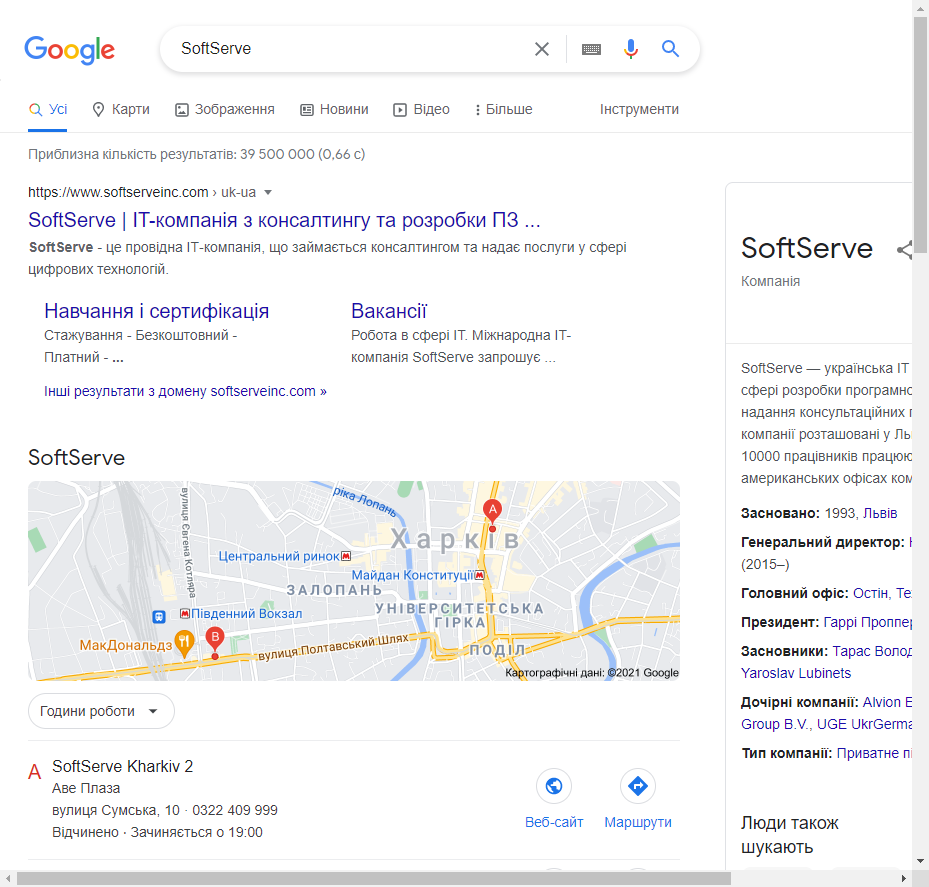 Google
SoftServe
Усі
Карти
Зображення
Новини
Відео
Більше
Інструменти
Приблизна кількість результатів: 39 500 000 (0,66 с)
https://www.softserveinc.com › uk-ua
SoftServe | ІТ-компанія з консалтингу та розробки ПЗ ...
SoftServe - це провідна ІТ-компанія, що займається консалтингом та надає послуги у сфері
цифрових технологій.
Навчання і сертифікація
Стажування - Безкоштовний -
Платний - ...
Вакансії
Робота в сфері ІТ. Міжнародна ІТ-
компанія SoftServe запрошує ...
Інші результати з домену softserveinc.com »
SoftServe
вулиця Євгена Котляра
ріка Лопань
A
Харків
Центральний ринок
Майдан Конституції
ЗАЛОПАНЬ
УНІВЕРСИТЕТСЬКА
ГІРКА
Південний Вокзал
МакДональдз
B
вулиця Полтавський Шлях
ПОДІЛ
Картографічні дані: ©2021 Google
Години роботи
A
SoftServe Kharkiv 2
Аве Плаза
вулиця Сумська, 10 · 0322 409 999
Відчинено · Зачиняється о 19:00
Веб-сайт
Маршрути
SoftServe
Компанія
SoftServe — українська ІТ
сфері розробки програмно
надання консультаційних
компанії розташовані у Ль
10000 працівників працюю
американських офісах ком
Засновано: 1993, Львів
Генеральний директор:
(2015–)
Головний офіс: Остін, Те
Президент: Гаррі Проппер
Засновники: Тарас Волод
Yaroslav Lubinets
Дочірні компанії: Alvion E
Group B.V., UGE UkrGerma
Тип компанії: Приватне пі
Люди також
шукають